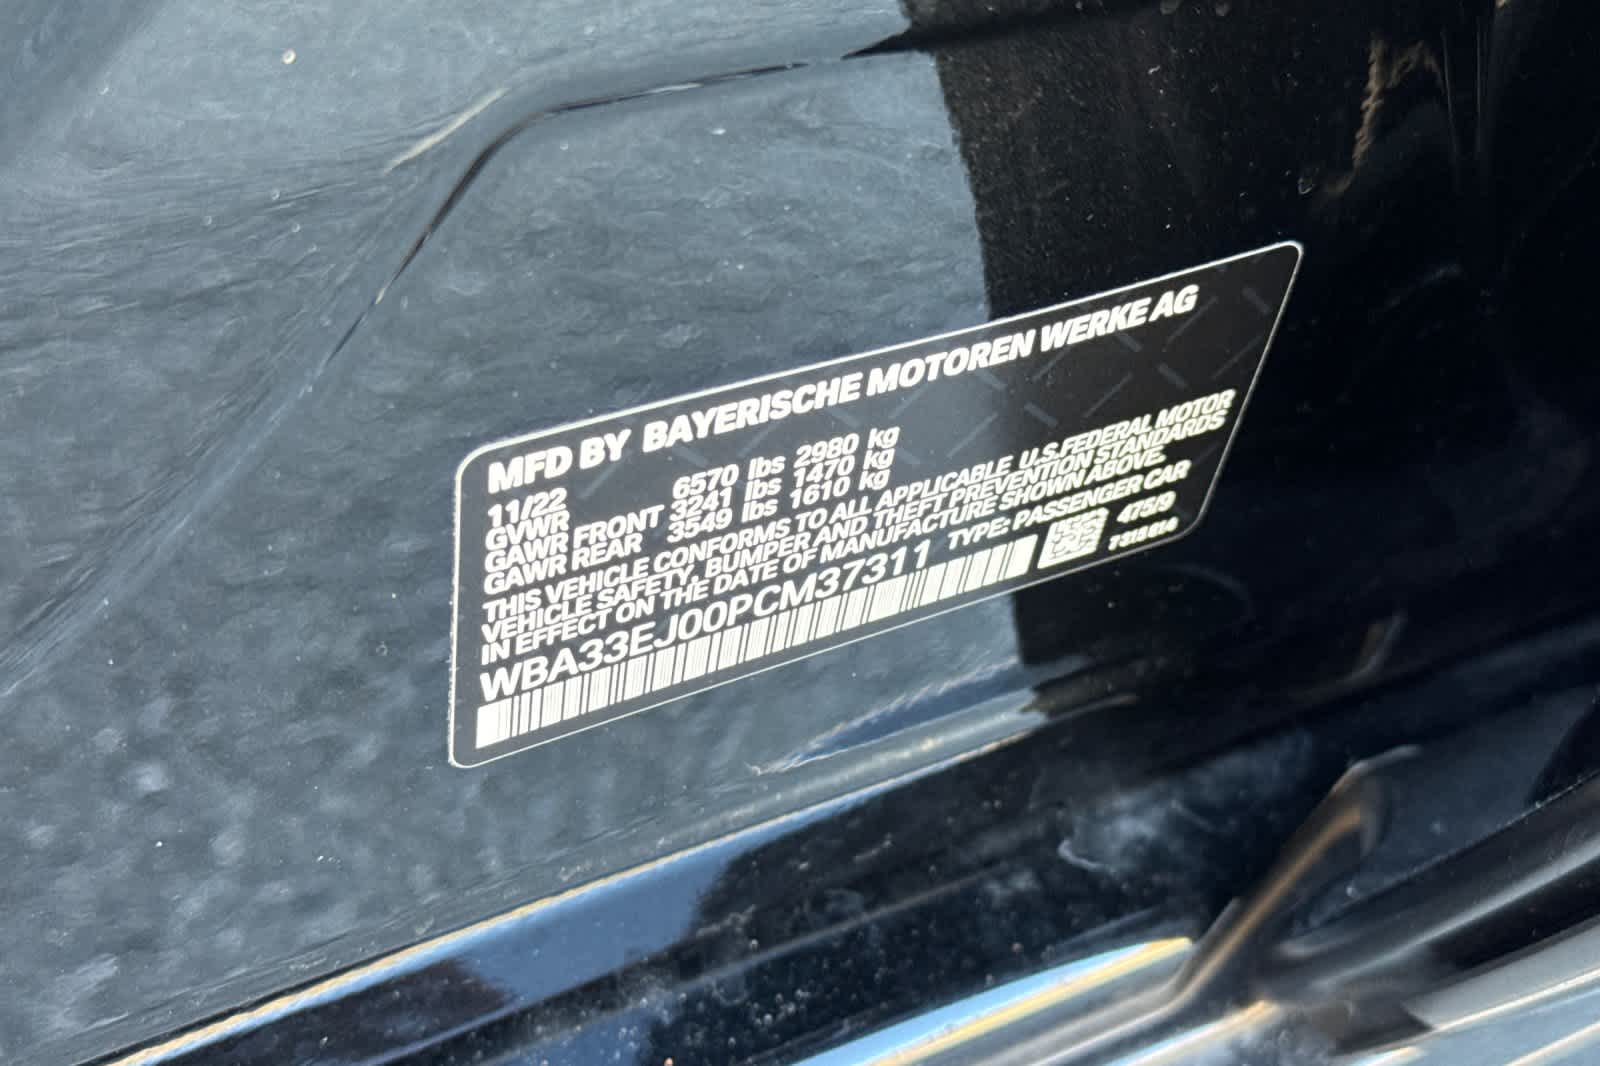 MFD BY BAYERISCHE MOTOREN WERKE AG
11/22
GVWR 6570 lbs 2980 kg
GAWR FRONT 3241 lbs 1470 kg
GAWR REAR 3549 lbs 1610 kg
THIS VEHICLE CONFORMS TO ALL APPLICABLE U.S.FEDERAL MOTOR
VEHICLE SAFETY, BUMPER AND THEFT PREVENTION STANDARDS
IN EFFECT ON THE DATE OF MANUFACTURE SHOWN ABOVE.
WBA33EJ00PCM37311 TYPE: PASSENGER CAR
475/9